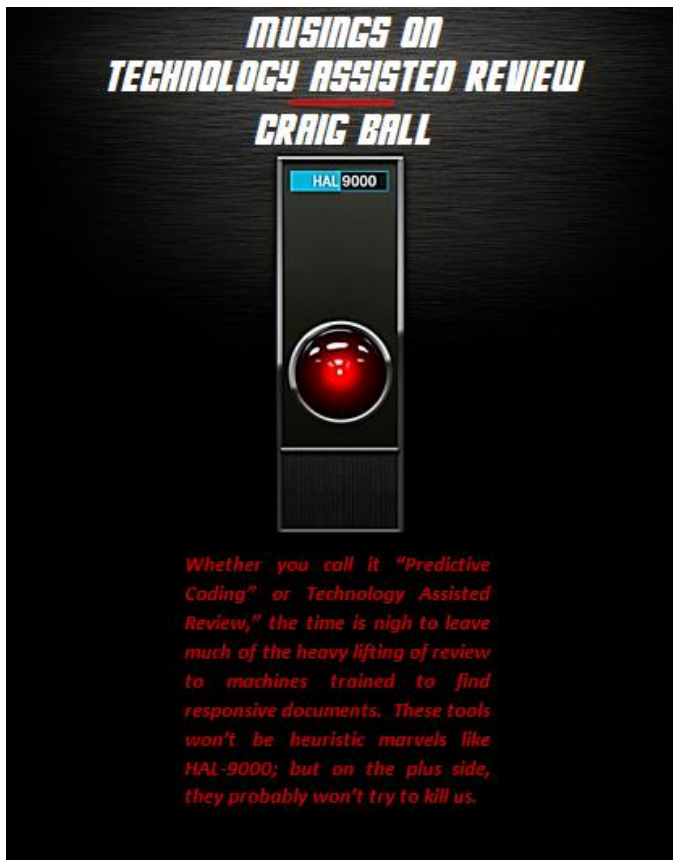 MUSINGS ON
TECHNOLOGY ASSISTED REVIEW
CRAIG BALL
HAL 9000
Whether you call it “Predictive
Coding” or Technology Assisted
Review,” the time is nigh to leave
much of the heavy lifting of review
to machines trained to find
responsive documents. These tools
won’t be heuristic marvels like
HAL-9000; but on the plus side,
they probably won’t try to kill us.